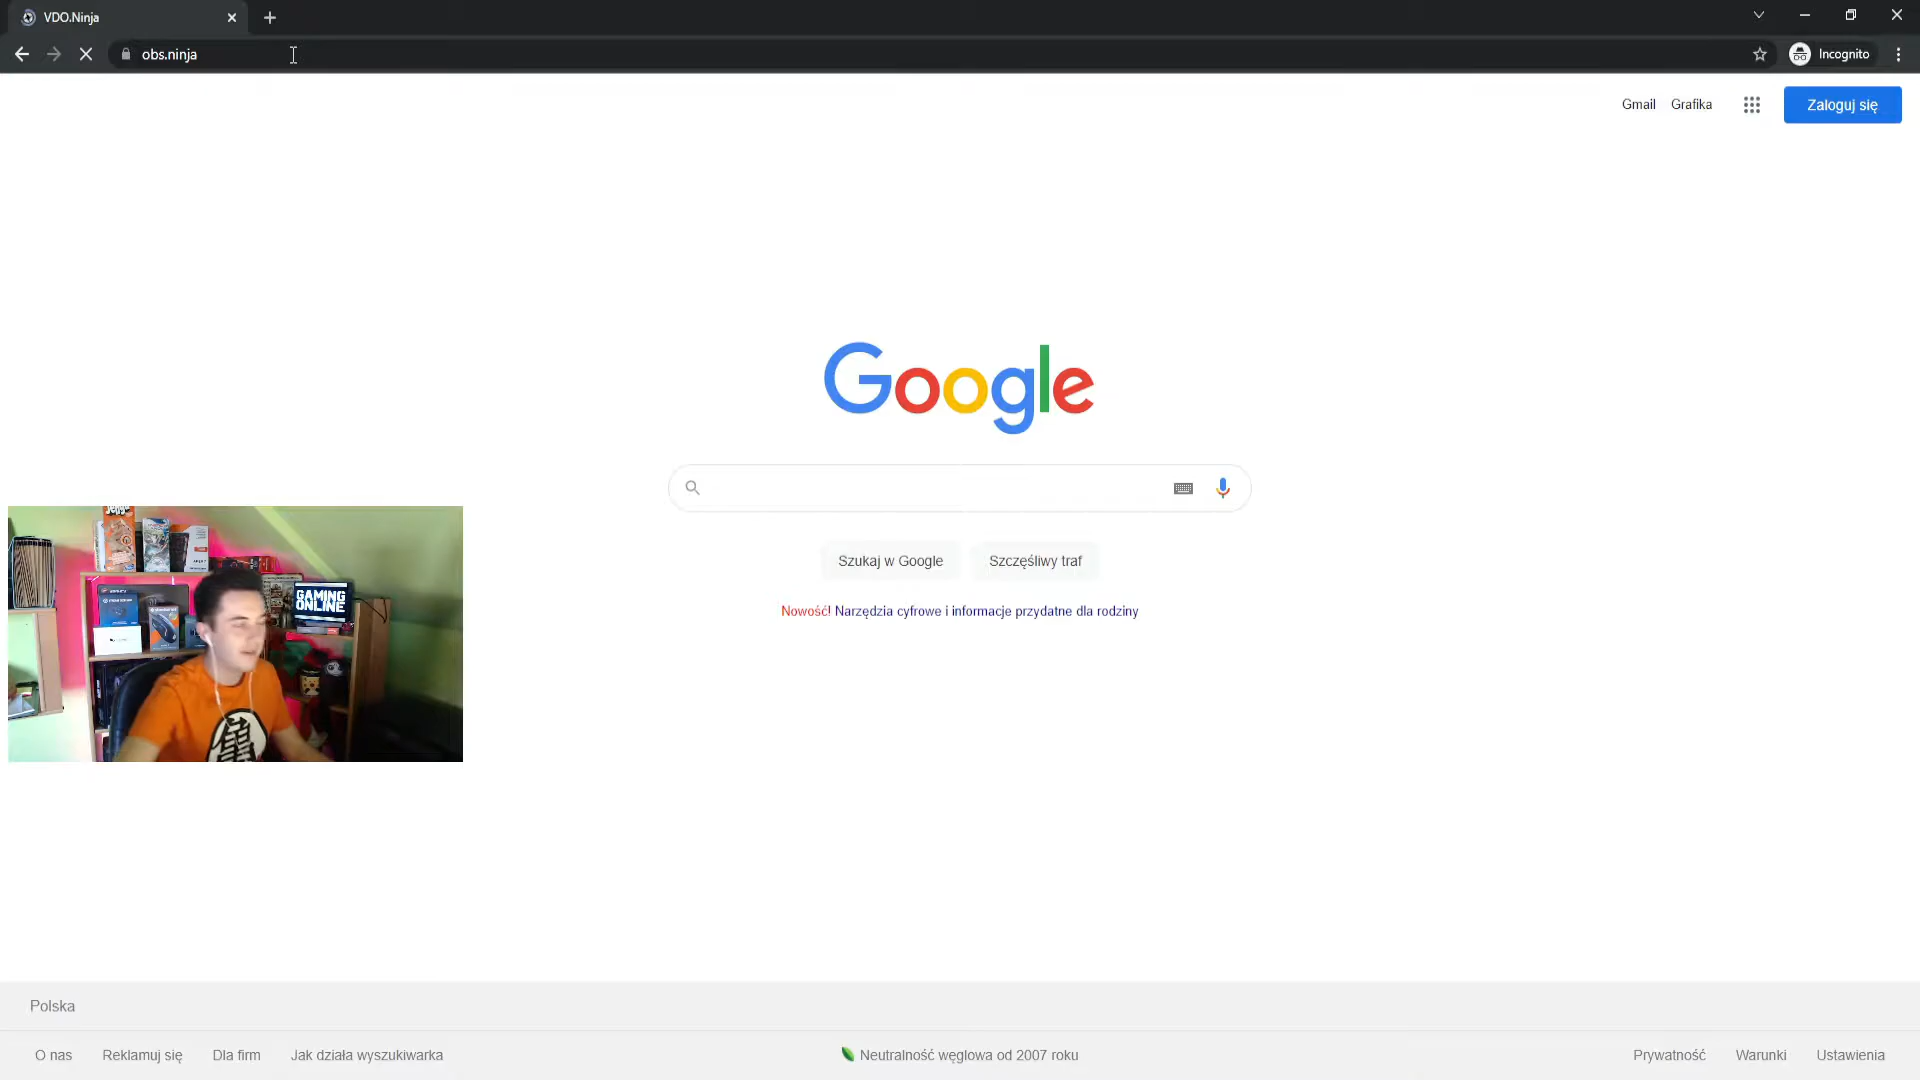 VDO.Ninja
obs.ninja
Incognito
Gmail Grafika Zaloguj się
Google
Szukaj w Google Szczęśliwy traf
Nowość! Narzędzia cyfrowe i informacje przydatne dla rodziny
GAMING
ONLINE
Polska
O nas Reklamuj się Dla firm Jak działa wyszukiwarka Neutralność węglowa od 2007 roku Prywatność Warunki Ustawienia